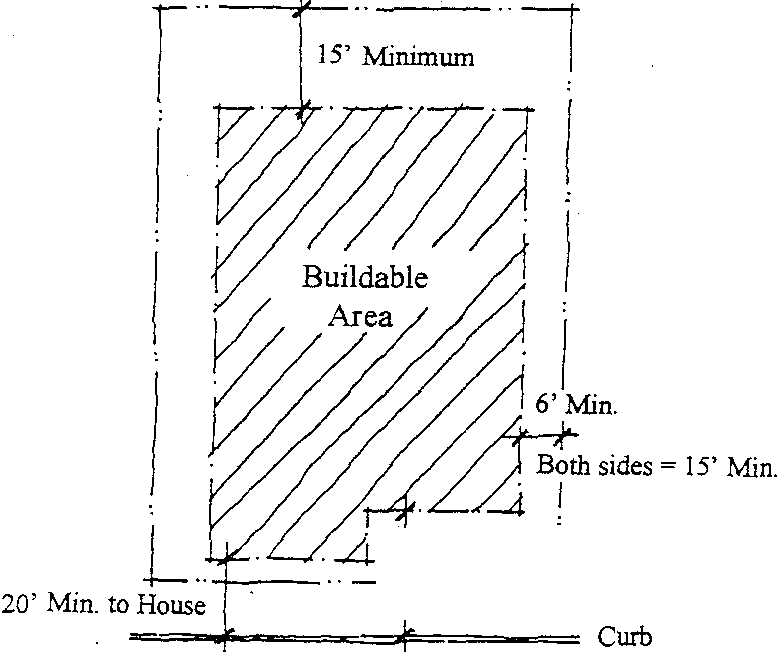 15’ Minimum
Buildable
Area
6’ Min.
Both sides = 15’ Min.
20’ Min. to House
Curb